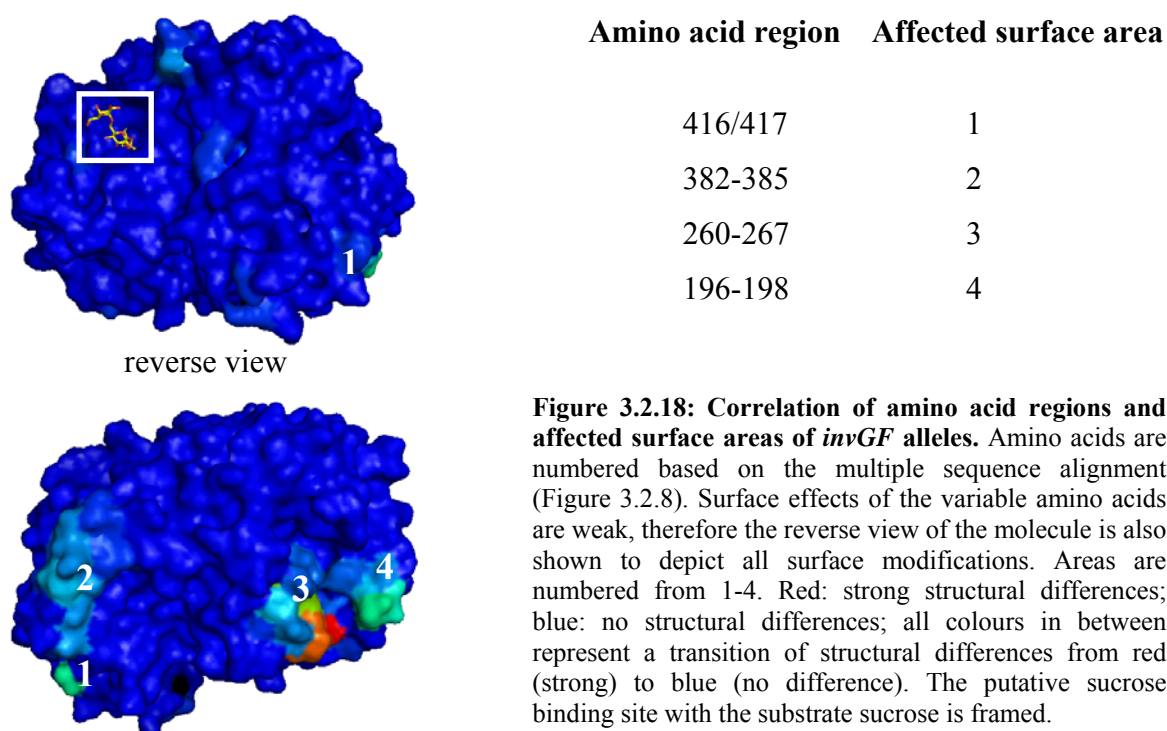 Amino acid region Affected surface area
416/417 1
382-385 2
260-267 3
196-198 4
1
reverse view
2
3
4
1
Figure 3.2.18: Correlation of amino acid regions and
affected surface areas of invGF alleles. Amino acids are
numbered based on the multiple sequence alignment
(Figure 3.2.8). Surface effects of the variable amino acids
are weak, therefore the reverse view of the molecule is also
shown to depict all surface modifications. Areas are
numbered from 1-4. Red: strong structural differences;
blue: no structural differences; all colours in between
represent a transition of structural differences from red
(strong) to blue (no difference). The putative sucrose
binding site with the substrate sucrose is framed.